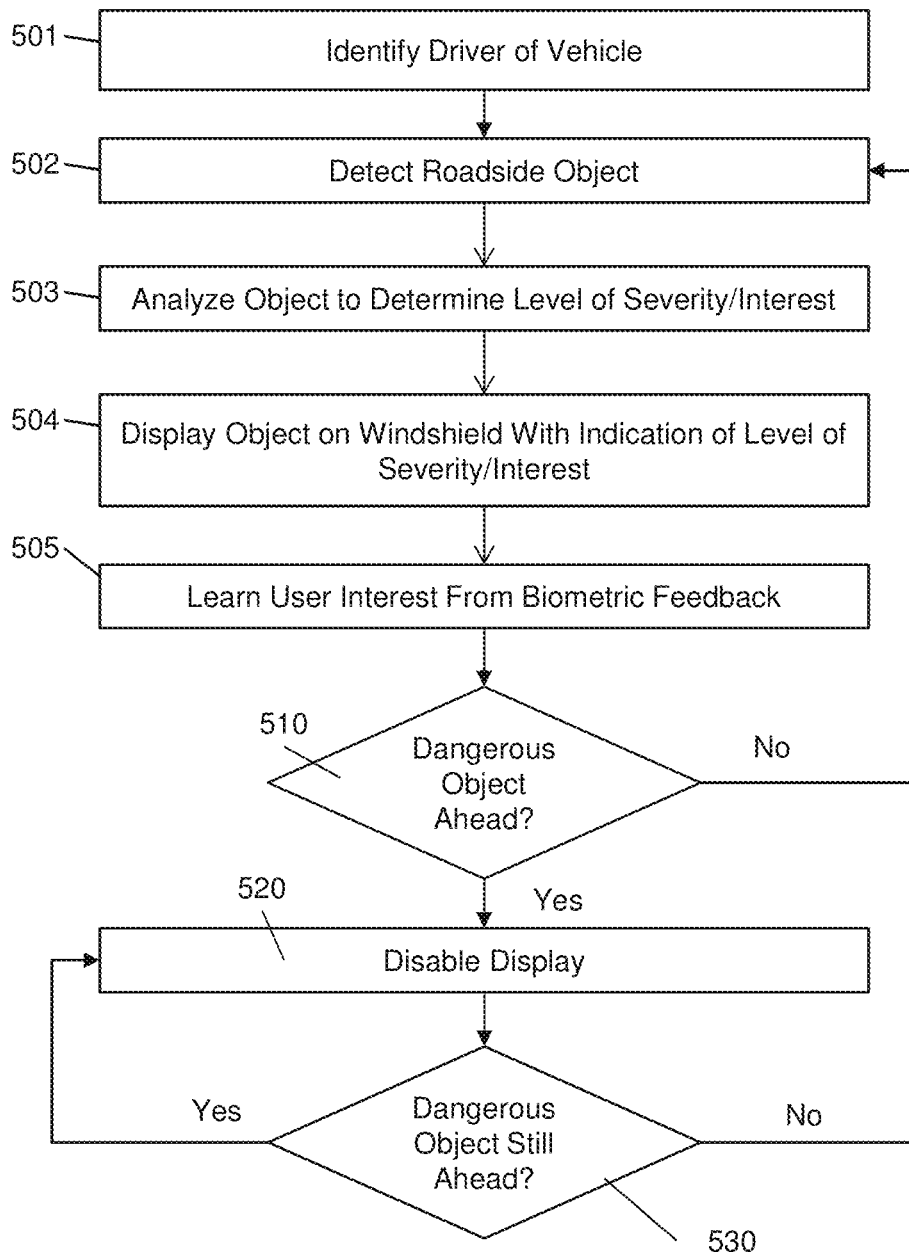 501
Identify Driver of Vehicle
502
Detect Roadside Object
503
Analyze Object to Determine Level of Severity/Interest
504
Display Object on Windshield With Indication of Level of
Severity/Interest
505
Learn User Interest From Biometric Feedback
510
Dangerous
Object
Ahead?
No
Yes
520
Disable Display
Yes
Dangerous
Object Still
Ahead?
No
530